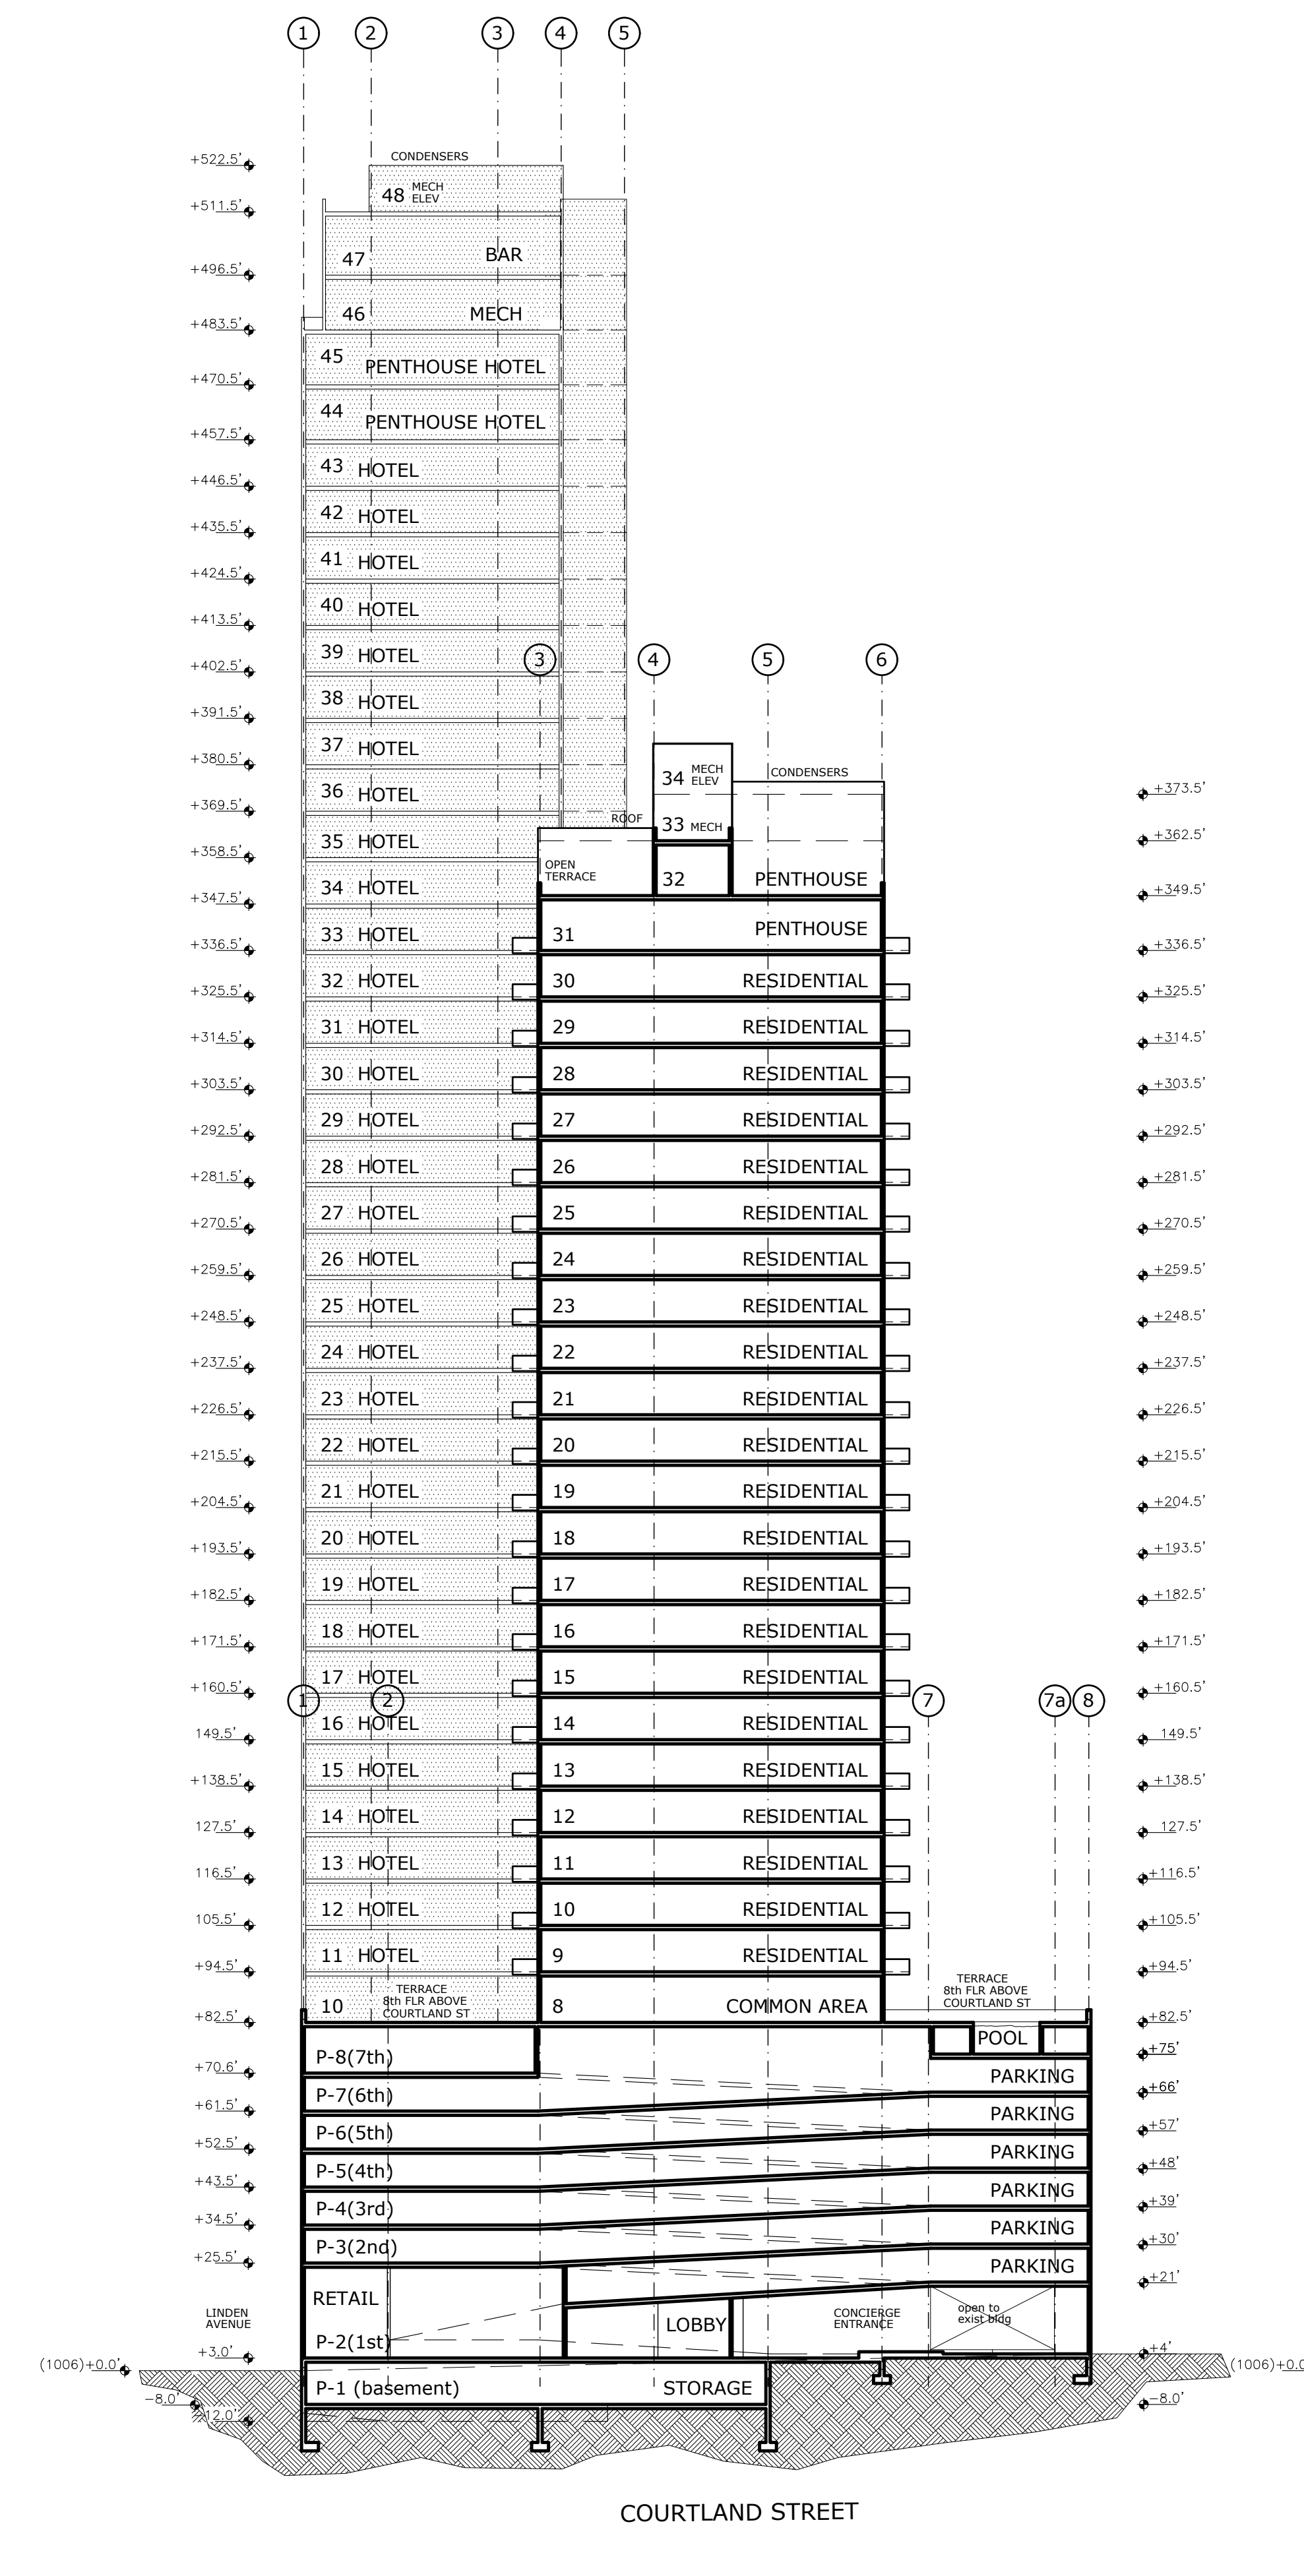 1 2 3 4 5
CONDENSERS
+522.5'
48 MECH
ELEV
+511.5'
47 BAR
+496.5'
46 MECH
+483.5'
45 PENTHOUSE HOTEL
+470.5'
44 PENTHOUSE HOTEL
+457.5'
43 HOTEL
+446.5'
42 HOTEL
+435.5'
41 HOTEL
+424.5'
40 HOTEL
+413.5'
39 HOTEL
3 4 5 6
+402.5'
38 HOTEL
+391.5'
37 HOTEL
+380.5'
34 MECH
ELEV
CONDENSERS
36 HOTEL
+373.5'
+369.5'
ROOF
33 MECH
35 HOTEL
+362.5'
+358.5'
OPEN
TERRACE
32 PENTHOUSE
34 HOTEL
+347.5' +349.5'
33 HOTEL 31 PENTHOUSE
+336.5' +336.5'
32 HOTEL 30 RESIDENTIAL
+325.5' +325.5'
31 HOTEL 29 RESIDENTIAL
+314.5' +314.5'
30 HOTEL 28 RESIDENTIAL
+303.5' +303.5'
29 HOTEL 27 RESIDENTIAL
+292.5' +292.5'
28 HOTEL 26 RESIDENTIAL
+281.5' +281.5'
27 HOTEL 25 RESIDENTIAL
+270.5' +270.5'
26 HOTEL 24 RESIDENTIAL
+259.5' +259.5'
25 HOTEL 23 RESIDENTIAL
+248.5' +248.5'
24 HOTEL 22 RESIDENTIAL
+237.5' +237.5'
23 HOTEL 21 RESIDENTIAL
+226.5' +226.5'
22 HOTEL 20 RESIDENTIAL
+215.5' +215.5'
21 HOTEL 19 RESIDENTIAL
+204.5' +204.5'
20 HOTEL 18 RESIDENTIAL
+193.5' +193.5'
19 HOTEL 17 RESIDENTIAL
+182.5' +182.5'
18 HOTEL 16 RESIDENTIAL
+171.5' +171.5'
17 HOTEL 15 RESIDENTIAL
+160.5' +160.5'
1 2 7 7a 8
16 HOTEL 14 RESIDENTIAL
149.5' 149.5'
15 HOTEL 13 RESIDENTIAL
+138.5' +138.5'
14 HOTEL 12 RESIDENTIAL
127.5' 127.5'
13 HOTEL 11 RESIDENTIAL
116.5' +116.5'
12 HOTEL 10 RESIDENTIAL
105.5' +105.5'
11 HOTEL 9 RESIDENTIAL
+94.5' +94.5'
TERRACE
8th FLR ABOVE
COURTLAND ST
TERRACE
8th FLR ABOVE
COURTLAND ST
10 8 COMMON AREA
+82.5' +82.5'
POOL
+75'
P-8(7th)
+70.6'
PARKING
+66'
P-7(6th)
+61.5'
PARKING
+57'
P-6(5th)
+52.5'
PARKING
+48'
P-5(4th)
+43.5'
PARKING
+39'
P-4(3rd)
+34.5'
PARKING
+30'
P-3(2nd)
+25.5'
PARKING
+21'
RETAIL
LINDEN
AVENUE
LOBBY
CONCIERGE
ENTRANCE
open to
exist bldg
P-2(1st)
+3.0' +4'
(1006)+0.0' (1006)+0.0
P-1 (basement) STORAGE
-8.0' -8.0'
-12.0'
COURTLAND STREET